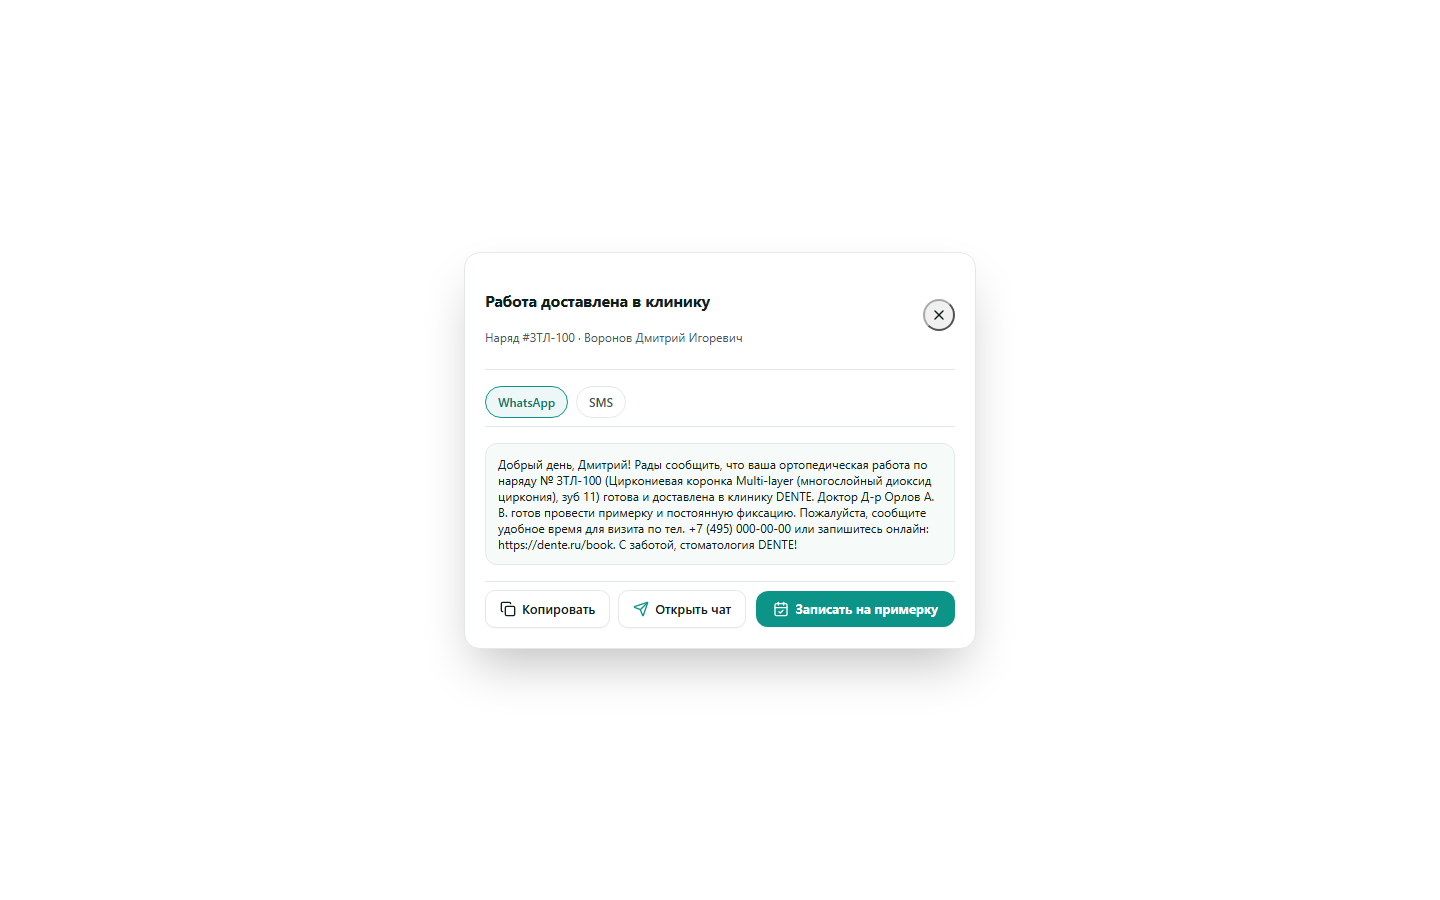 Работа доставлена в клинику
Наряд #ЗТЛ-100 · Воронов Дмитрий Игоревич
WhatsApp
SMS
Добрый день, Дмитрий! Рады сообщить, что ваша ортопедическая работа по
наряду № ЗТЛ-100 (Циркониевая коронка Multi-layer (многослойный диоксид
циркония), зуб 11) готова и доставлена в клинику DENTE. Доктор Д-р Орлов А.
В. готов провести примерку и постоянную фиксацию. Пожалуйста, сообщите
удобное время для визита по тел. +7 (495) 000-00-00 или запишитесь онлайн:
https://dente.ru/book. С заботой, стоматология DENTE!
Копировать
Открыть чат
Записать на примерку